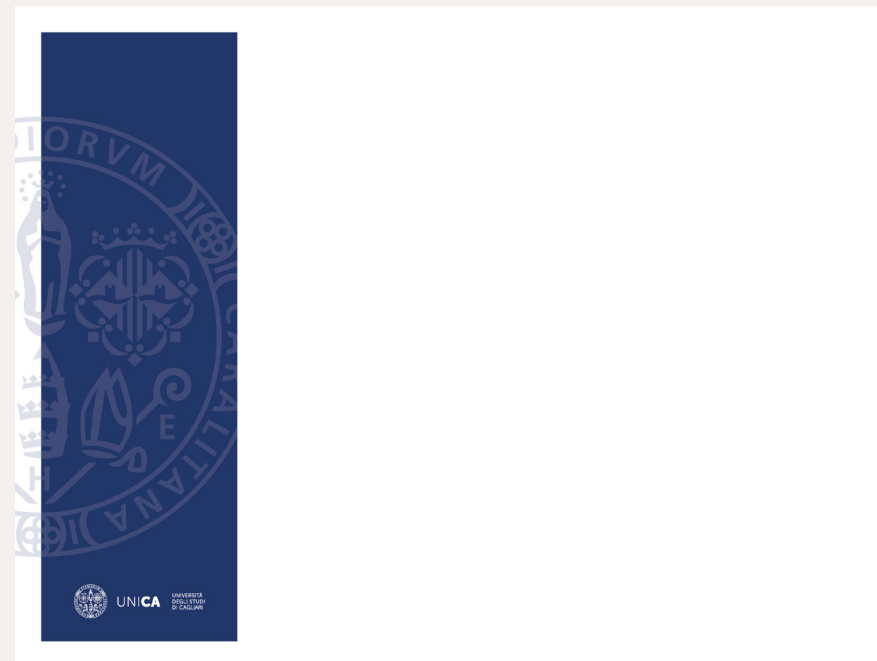 IORVM
CARALITANA
H
E
UNICA
UNIVERSITÀ
DEGLI STUDI
DI CAGLIARI